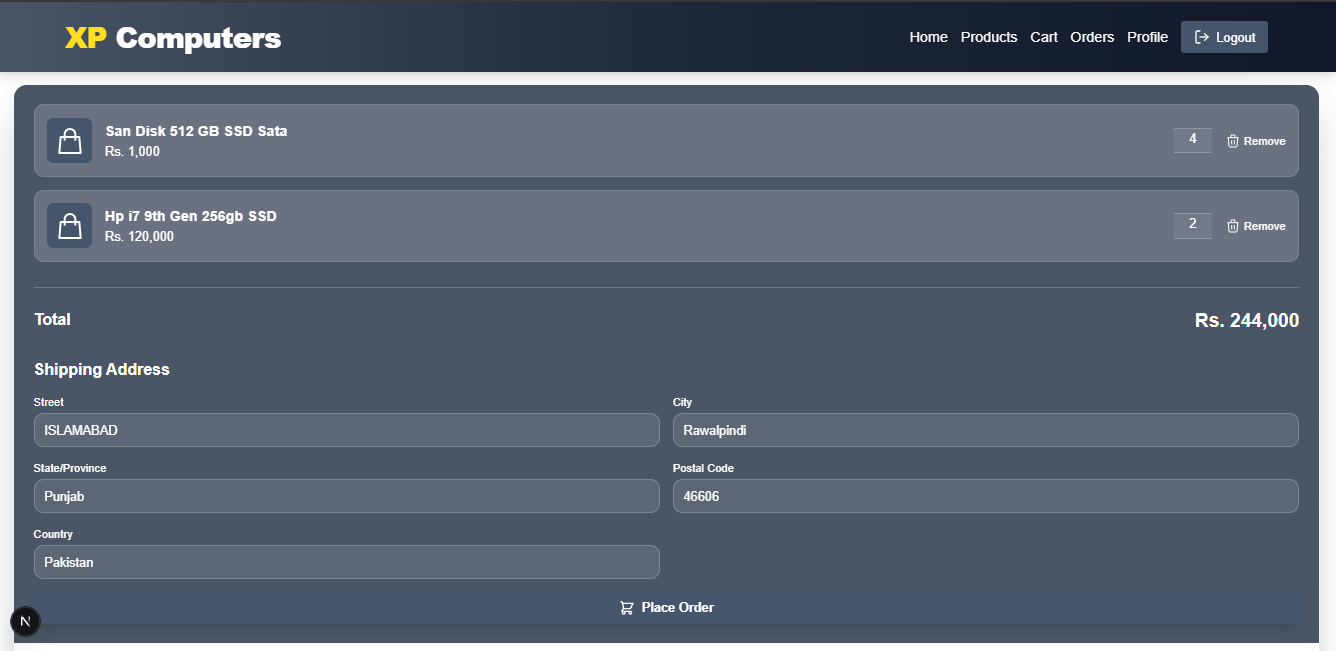 XP Computers
Home Products Cart Orders Profile Logout
San Disk 512 GB SSD Sata
Rs. 1,000
4 Remove
Hp i7 9th Gen 256gb SSD
Rs. 120,000
2 Remove
Total Rs. 244,000
Shipping Address
Street City
ISLAMABAD Rawalpindi
State/Province Postal Code
Punjab 46606
Country
Pakistan
Place Order
N